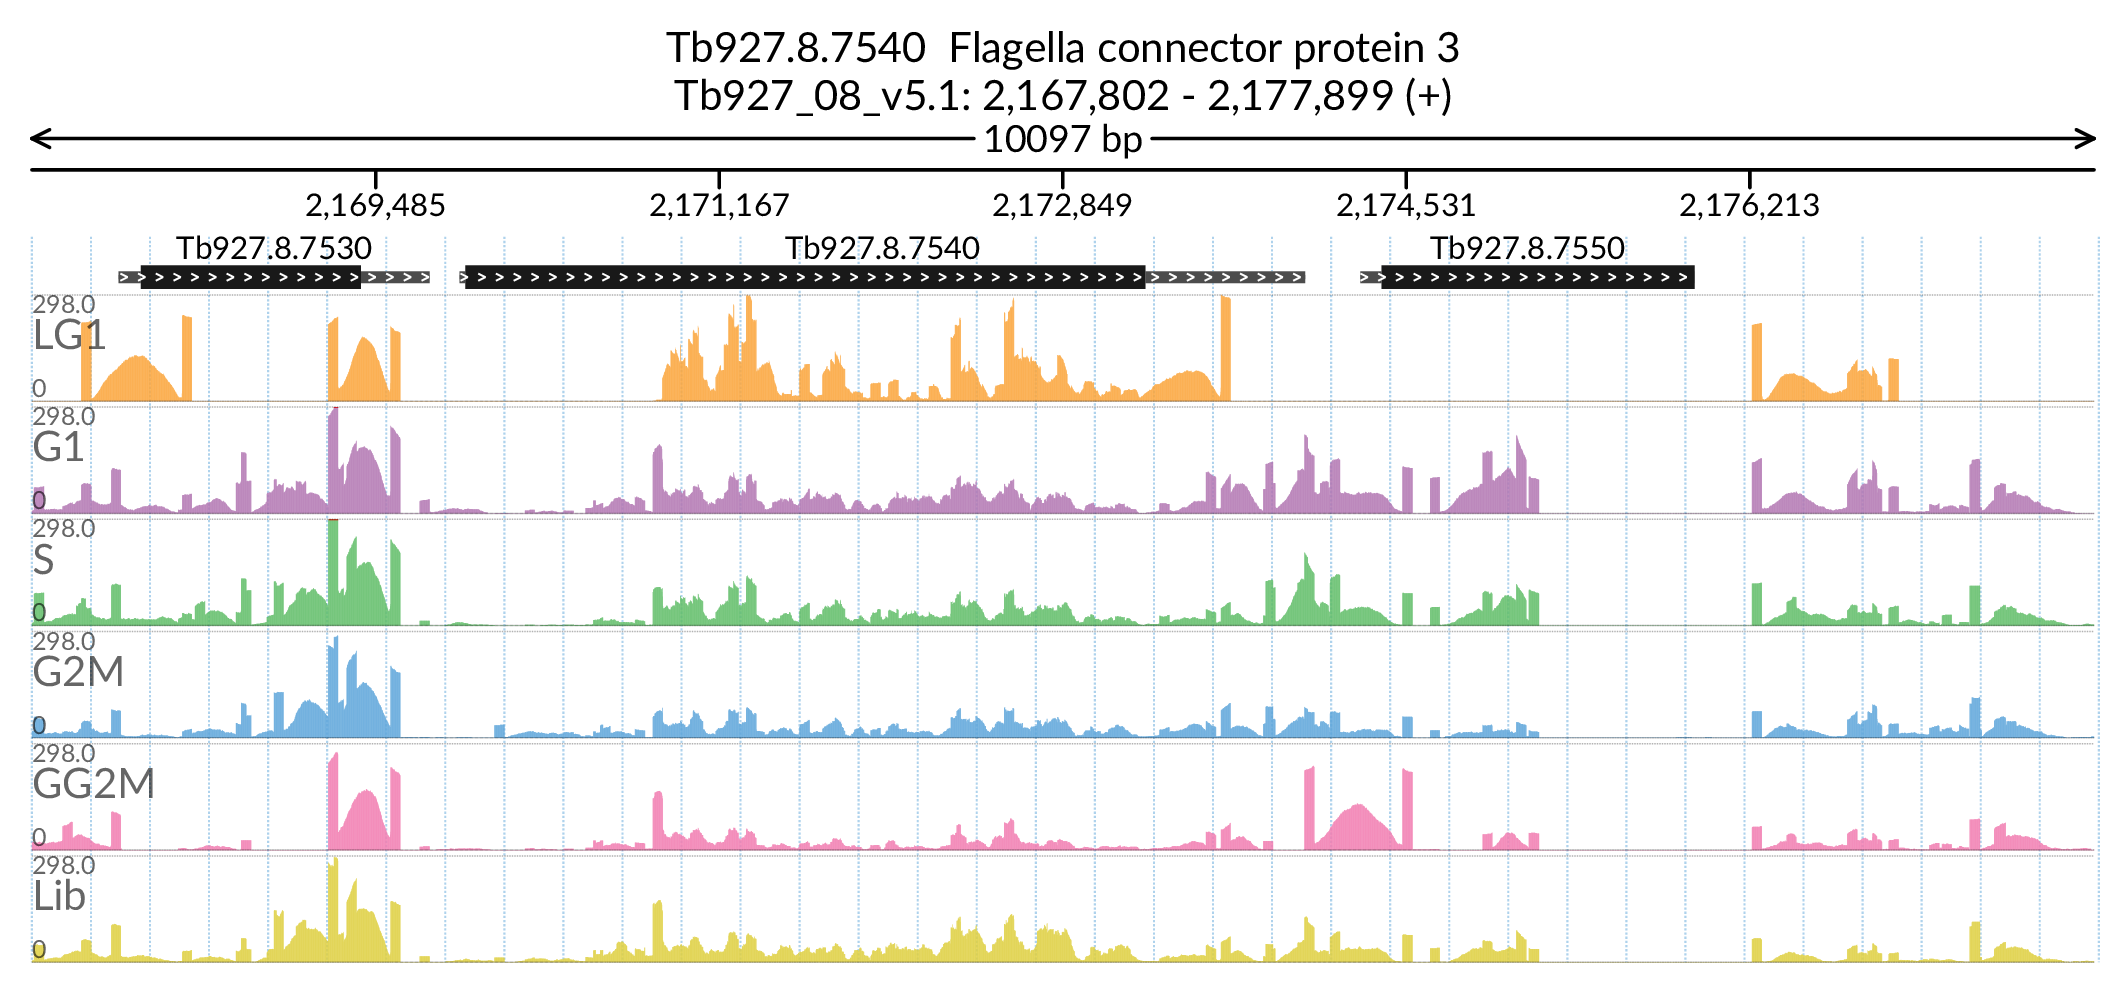 Tb927.8.7540  Flagella connector protein 3
Tb927_08_v5.1: 2,167,802 - 2,177,899 (+)
10097 bp
2,169,485 2,171,167 2,172,849 2,174,531 2,176,213
Tb927.8.7530 Tb927.8.7540 Tb927.8.7550
298.0
LG1
0
298.0
G1
0
298.0
S
0
298.0
G2M
0
298.0
GG2M
0
298.0
Lib
0